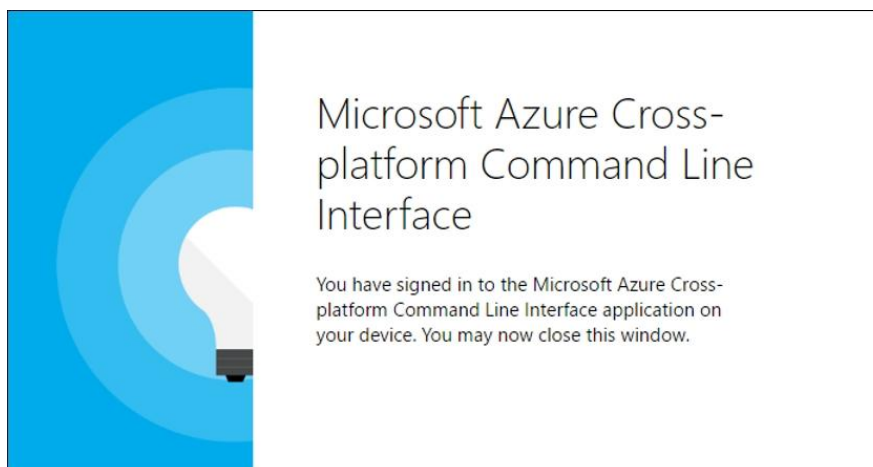 Microsoft Azure Cross-
platform Command Line
Interface
You have signed in to the Microsoft Azure Cross-
platform Command Line Interface application on
your device. You may now close this window.